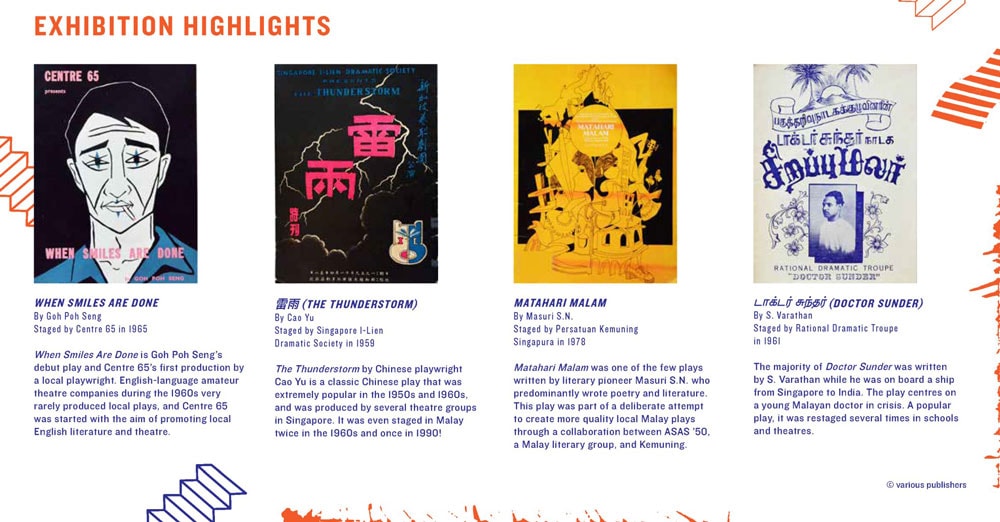 EXHIBITION HIGHLIGHTS
CENTRE 65
presents
WHEN SMILES ARE DONE
BY GOH POH SENG
SINGAPORE I-LIEN DRAMATIC SOCIETY
PRESENTS
THE THUNDERSTORM
雷雨
特刊
MATAHARI
MALAM
பகுத்தறிவு நாடகக்குழுவினரின்
டாக்டர் சுந்தர் நாடக
சிறப்பு மலர்
RATIONAL DRAMATIC TROUPE
"DOCTOR SUNDER"
WHEN SMILES ARE DONE
By Goh Poh Seng
Staged by Centre 65 in 1965
When Smiles Are Done is Goh Poh Seng's
debut play and Centre 65's first production by
a local playwright. English-language amateur
theatre companies during the 1960s very
rarely produced local plays, and Centre 65
was started with the aim of promoting local
English literature and theatre.
雷雨 (THE THUNDERSTORM)
By Cao Yu
Staged by Singapore I-Lien
Dramatic Society in 1959
The Thunderstorm by Chinese playwright
Cao Yu is a classic Chinese play that was
extremely popular in the 1950s and 1960s,
and was produced by several theatre groups
in Singapore. It was even staged in Malay
twice in the 1960s and once in 1990!
MATAHARI MALAM
By Masuri S.N.
Staged by Persatuan Kemuning
Singapura in 1978
Matahari Malam was one of the few plays
written by literary pioneer Masuri S.N. who
predominantly wrote poetry and literature.
This play was part of a deliberate attempt
to create more quality local Malay plays
through a collaboration between ASAS '50,
a Malay literary group, and Kemuning.
டாக்டர் சுந்தர் (DOCTOR SUNDER)
By S. Varathan
Staged by Rational Dramatic Troupe
in 1961
The majority of Doctor Sunder was written
by S. Varathan while he was on board a ship
from Singapore to India. The play centres on
a young Malayan doctor in crisis. A popular
play, it was restaged several times in schools
and theatres.
© various publishers